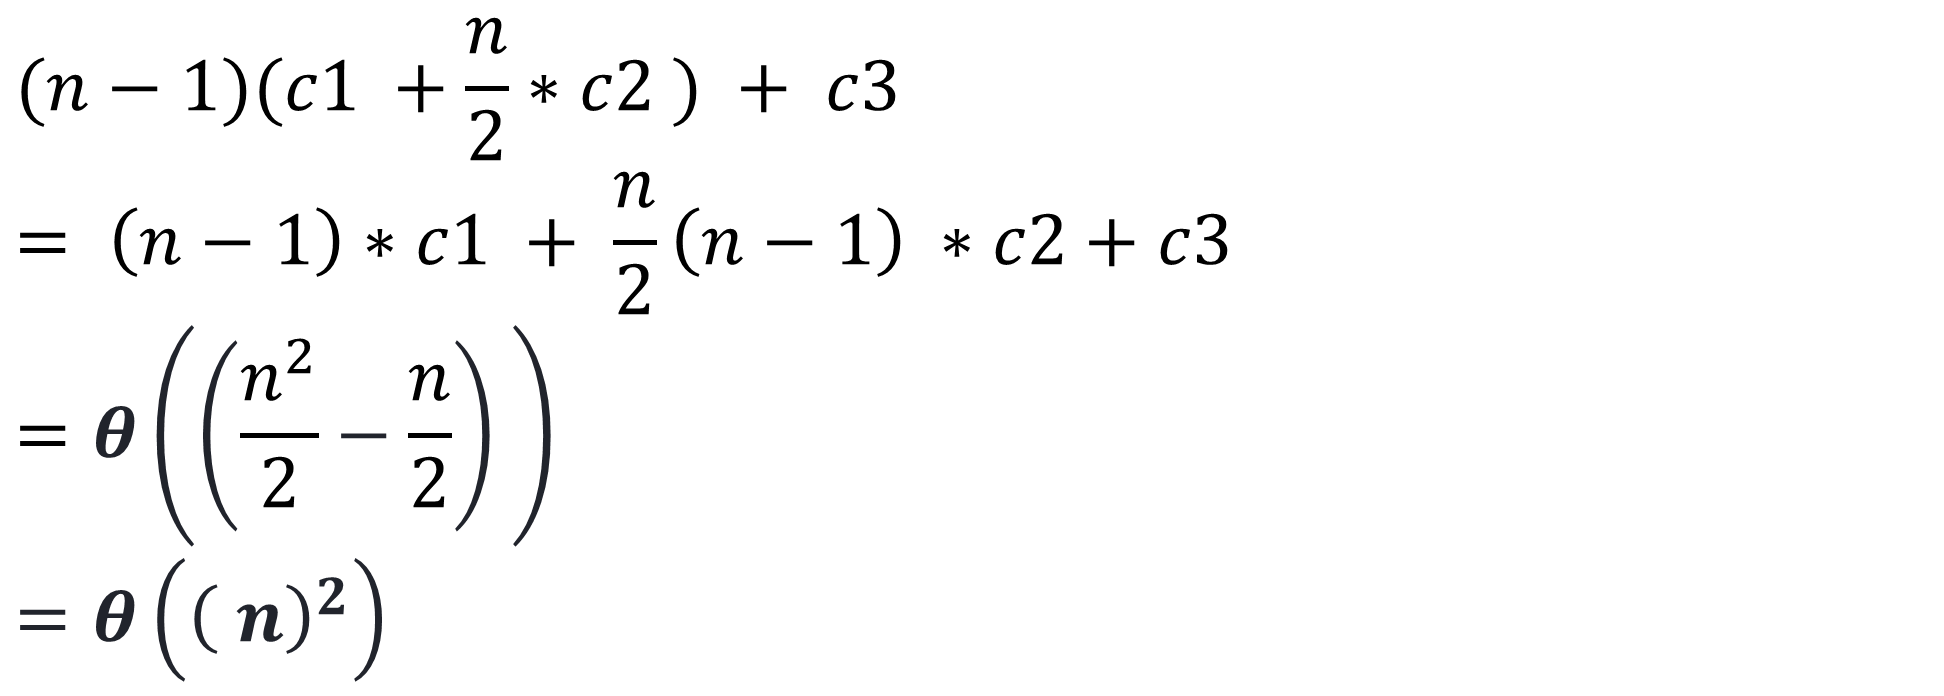 (n − 1)(c1 + n/2 ∗ c2 ) + c3
= (n − 1) ∗ c1 + n/2 (n − 1) ∗ c2 + c3
= θ((n²/2 − n/2))
= θ(( n)²)